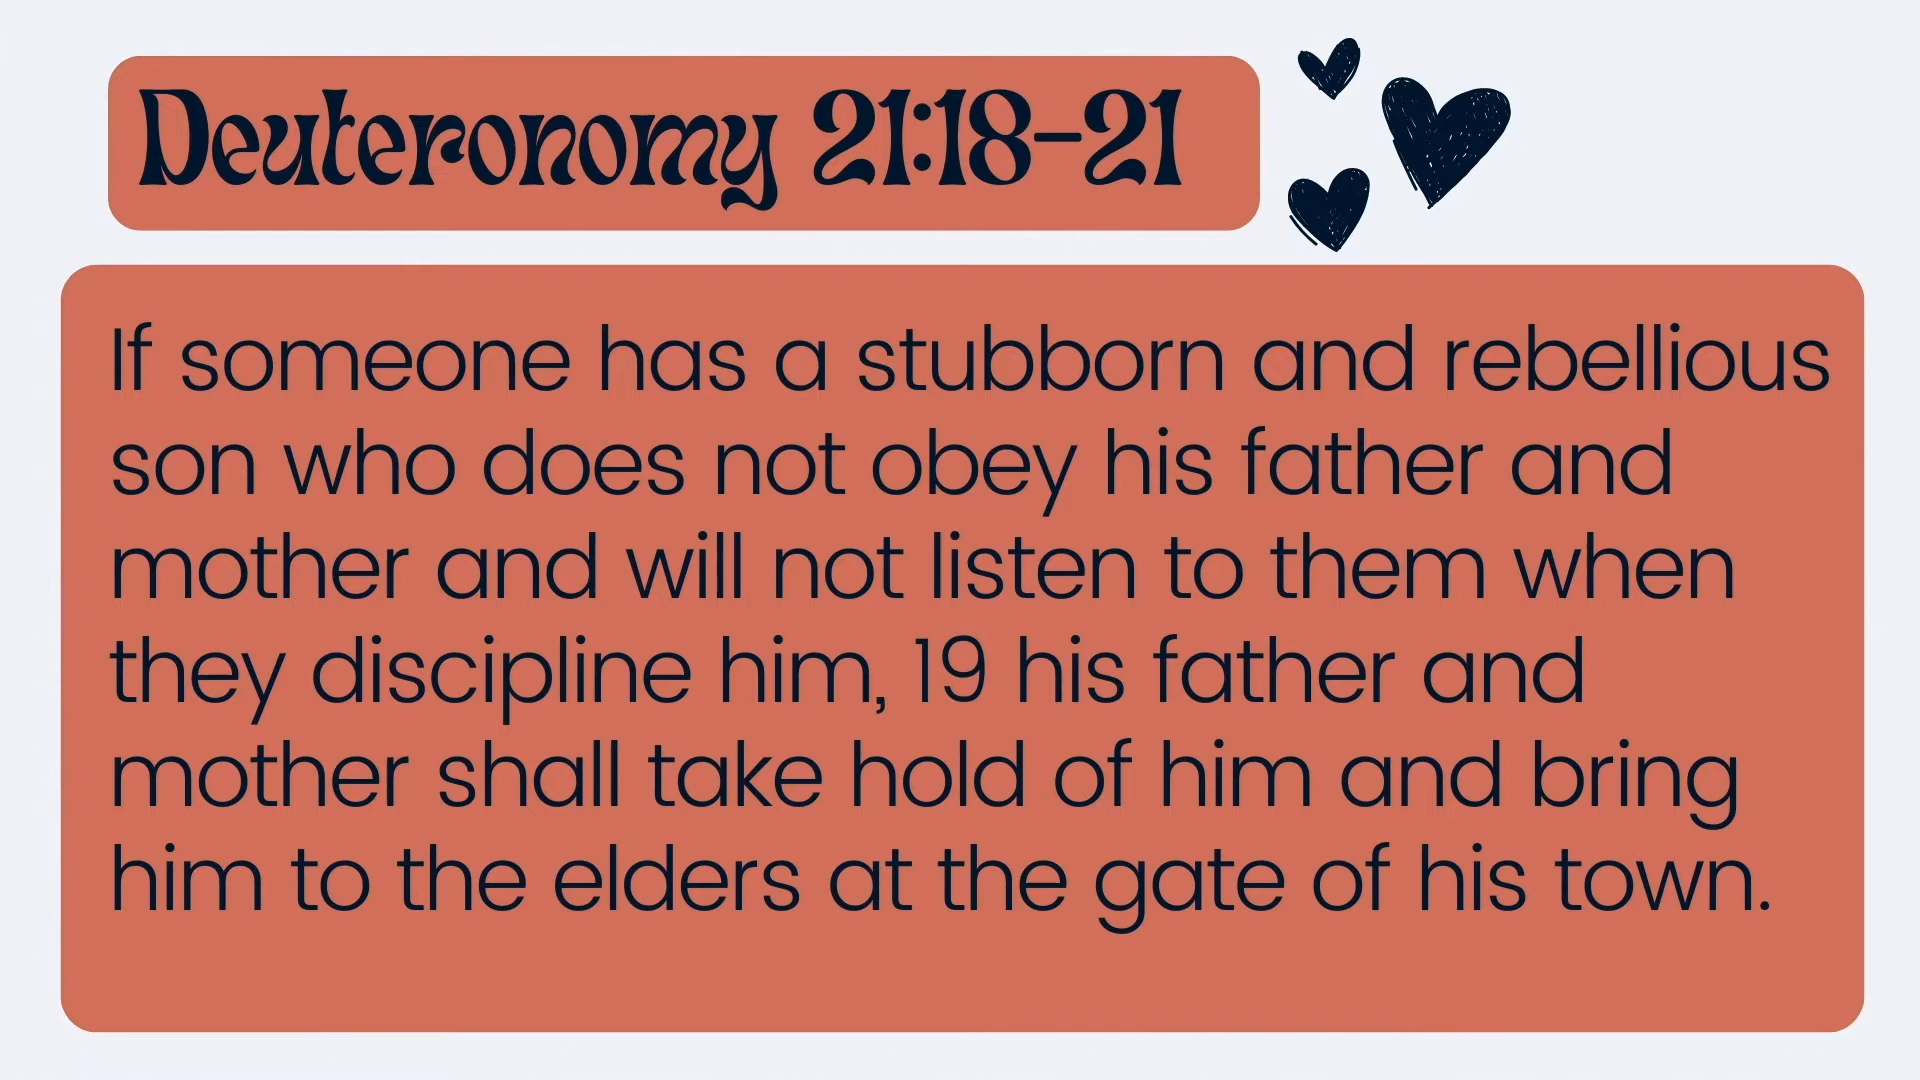 Deuteronomy 21:18–21
If someone has a stubborn and rebellious
son who does not obey his father and
mother and will not listen to them when
they discipline him, 19 his father and
mother shall take hold of him and bring
him to the elders at the gate of his town.